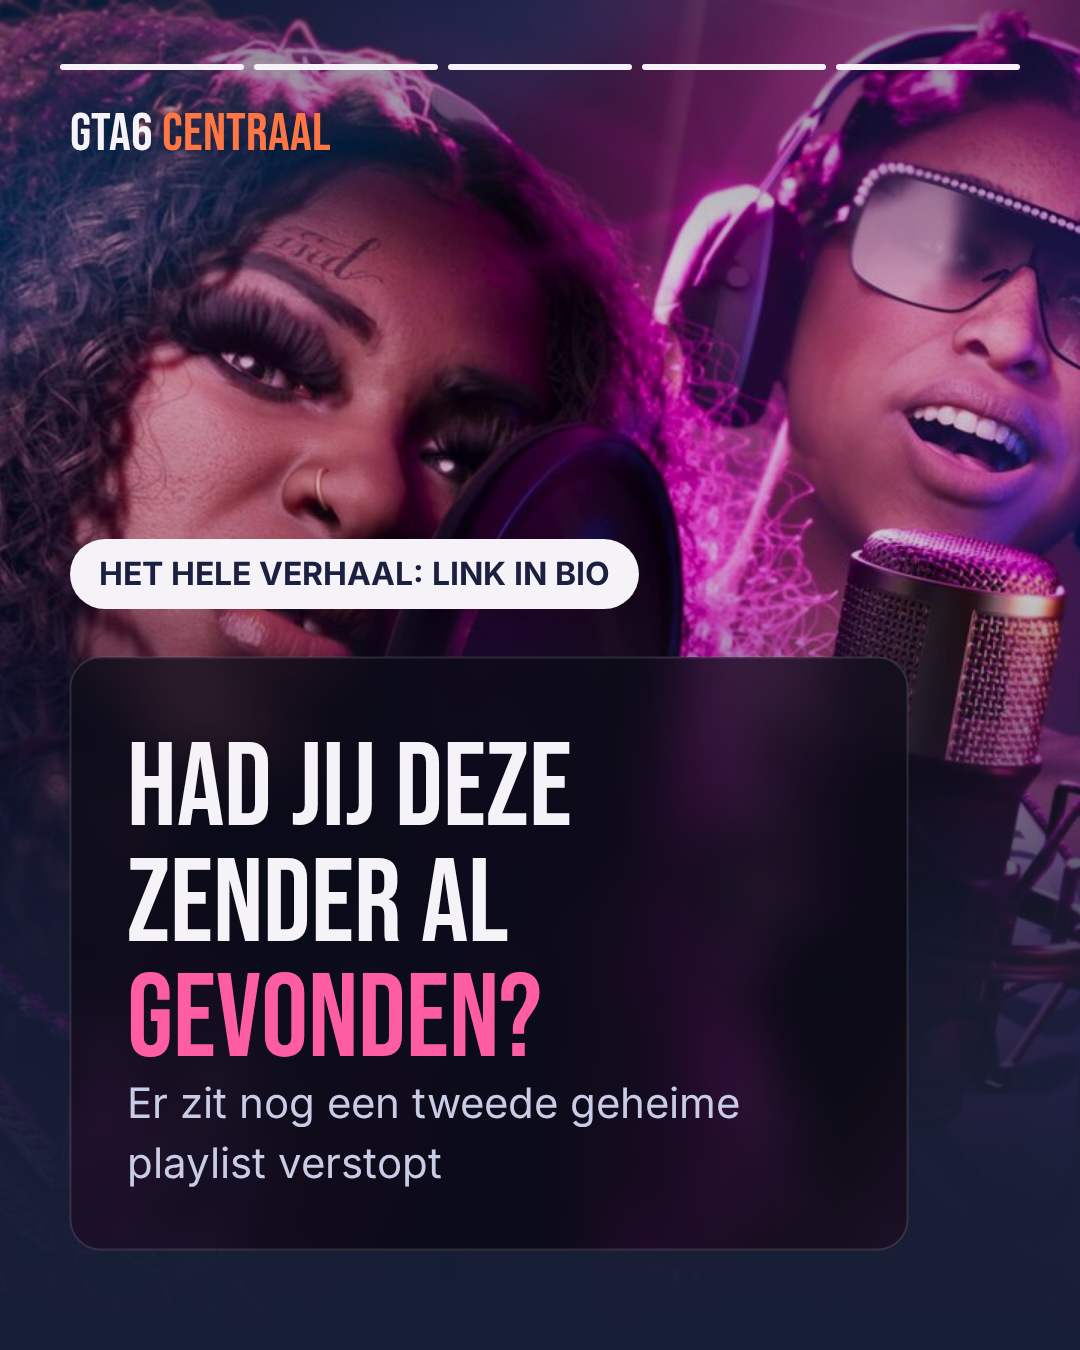 GTA6 CENTRAAL
HET HELE VERHAAL: LINK IN BIO
HAD JIJ DEZE
ZENDER AL
GEVONDEN?
Er zit nog een tweede geheime
playlist verstopt